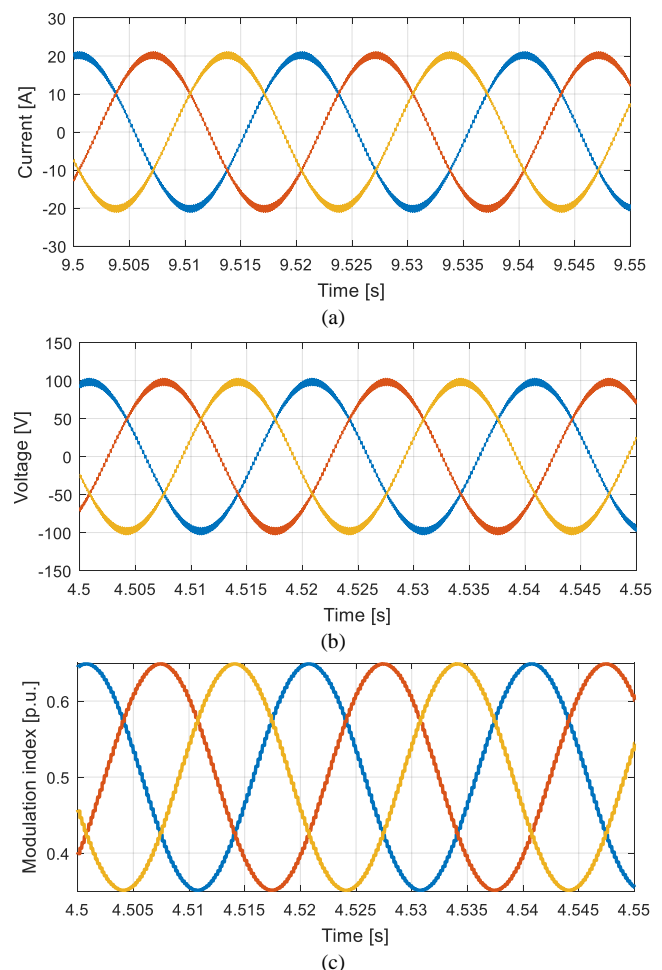 30
20
10
0
-10
-20
-30
Current [A]
9.5 9.505 9.51 9.515 9.52 9.525 9.53 9.535 9.54 9.545 9.55
Time [s]
(a)
150
100
50
0
-50
-100
-150
Voltage [V]
4.5 4.505 4.51 4.515 4.52 4.525 4.53 4.535 4.54 4.545 4.55
Time [s]
(b)
0.6
0.5
0.4
Modulation index [p.u.]
4.5 4.505 4.51 4.515 4.52 4.525 4.53 4.535 4.54 4.545 4.55
Time [s]
(c)